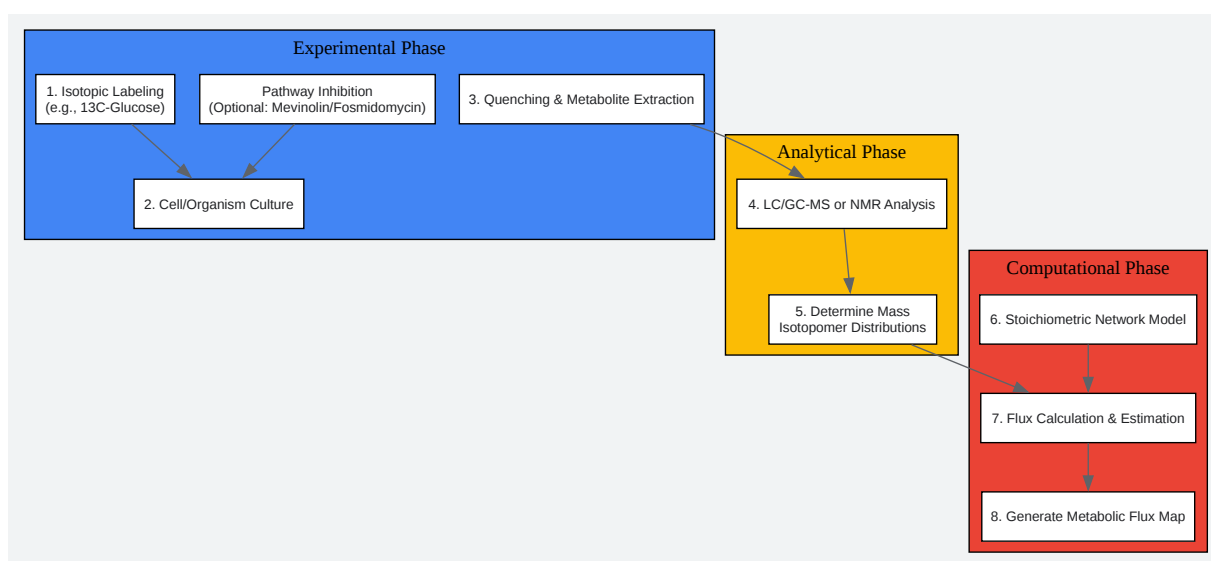 Experimental Phase
1. Isotopic Labeling
(e.g., 13C-Glucose)
Pathway Inhibition
(Optional: Mevinolin/Fosmidomycin)
3. Quenching & Metabolite Extraction
2. Cell/Organism Culture
Analytical Phase
4. LC/GC-MS or NMR Analysis
5. Determine Mass
Isotopomer Distributions
Computational Phase
6. Stoichiometric Network Model
7. Flux Calculation & Estimation
8. Generate Metabolic Flux Map